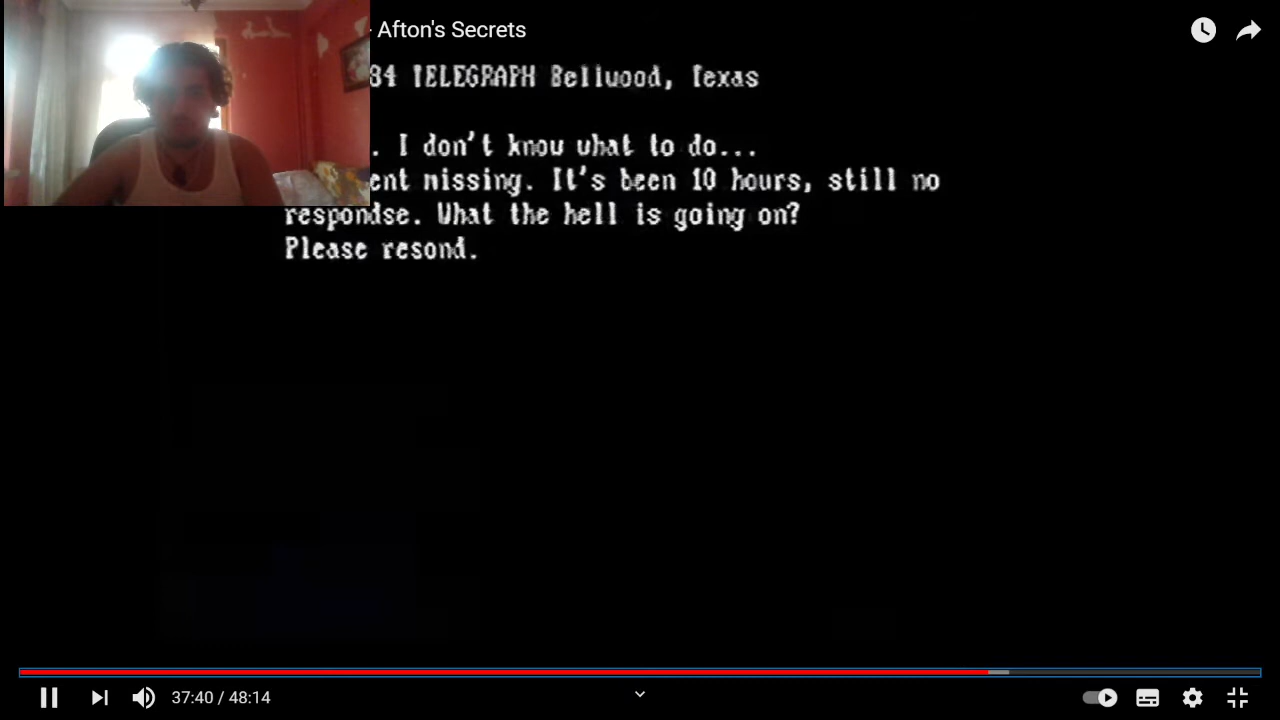 Afton's Secrets
84 TELEGRAPH Bellwood, Texas
. I don't know what to do...
ent missing. It's been 10 hours, still no
respondse. What the hell is going on?
Please resond.
37:40 / 48:14